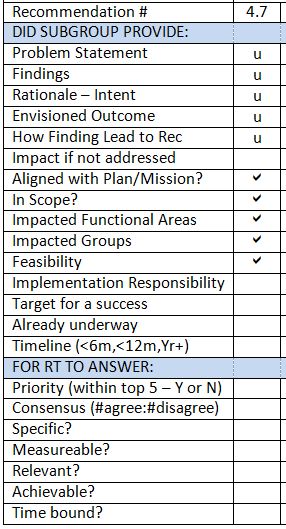 Recommendation # 4.7
DID SUBGROUP PROVIDE:
Problem Statement u
Findings u
Rationale – Intent u
Envisioned Outcome u
How Finding Lead to Rec u
Impact if not addressed
Aligned with Plan/Mission? ✓
In Scope? ✓
Impacted Functional Areas ✓
Impacted Groups ✓
Feasibility ✓
Implementation Responsibility
Target for a success
Already underway
Timeline (<6m,<12m,Yr+)
FOR RT TO ANSWER:
Priority (within top 5 – Y or N)
Consensus (#agree:#disagree)
Specific?
Measureable?
Relevant?
Achievable?
Time bound?